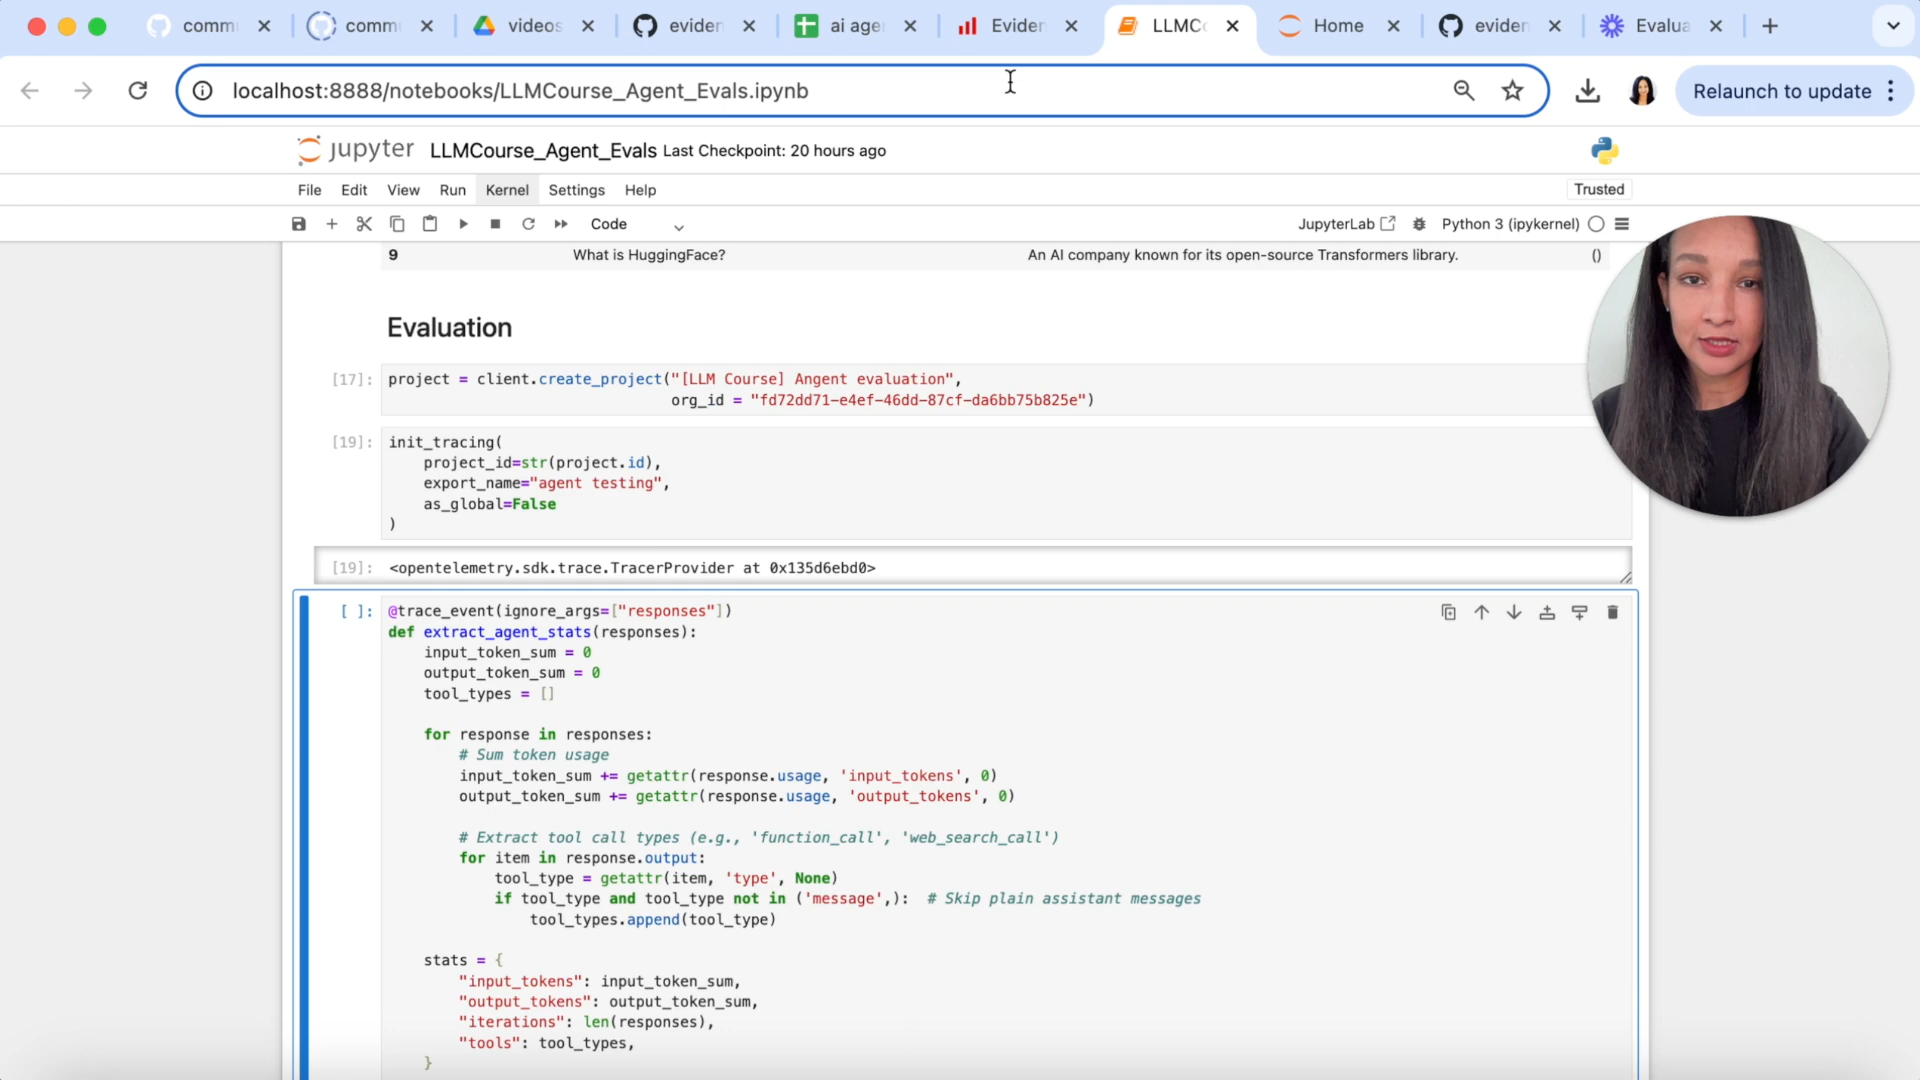 comm
comm
videos
eviden
ai age
Eviden
LLMCo
Home
eviden
Evalua
localhost:8888/notebooks/LLMCourse_Agent_Evals.ipynb
Relaunch to update
jupyter LLMCourse_Agent_Evals Last Checkpoint: 20 hours ago
File Edit View Run Kernel Settings Help
Trusted
Code
JupyterLab
Python 3 (ipykernel)
9 What is HuggingFace? An AI company known for its open-source Transformers library. ()
Evaluation
[17]: project = client.create_project("[LLM Course] Angent evaluation",
org_id = "fd72dd71-e4ef-46dd-87cf-da6bb75b825e")
[19]: init_tracing(
project_id=str(project.id),
export_name="agent testing",
as_global=False
)
[19]: <opentelemetry.sdk.trace.TracerProvider at 0x135d6ebd0>
[ ]: @trace_event(ignore_args=["responses"])
def extract_agent_stats(responses):
input_token_sum = 0
output_token_sum = 0
tool_types = []
for response in responses:
# Sum token usage
input_token_sum += getattr(response.usage, 'input_tokens', 0)
output_token_sum += getattr(response.usage, 'output_tokens', 0)
# Extract tool call types (e.g., 'function_call', 'web_search_call')
for item in response.output:
tool_type = getattr(item, 'type', None)
if tool_type and tool_type not in ('message',): # Skip plain assistant messages
tool_types.append(tool_type)
stats = {
"input_tokens": input_token_sum,
"output_tokens": output_token_sum,
"iterations": len(responses),
"tools": tool_types,
}